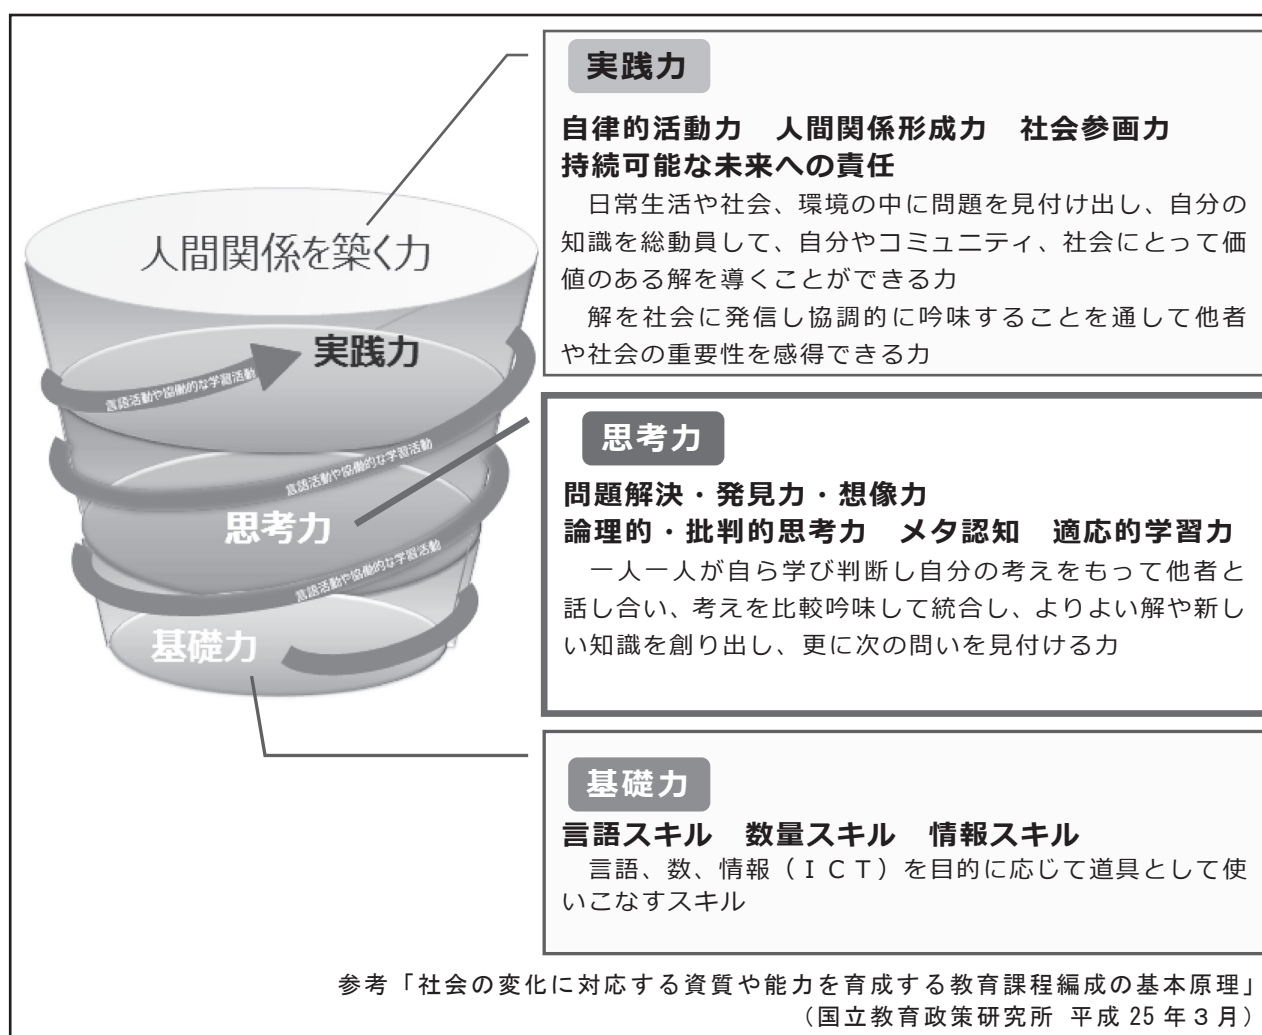 実践力
自律的活動力 人間関係形成力 社会参画力
持続可能な未来への責任
日常生活や社会、環境の中に問題を見付け出し、自分の
知識を総動員して、自分やコミュニティ、社会にとって価
値のある解を導くことができる力
解を社会に発信し協調的に吟味することを通して他者
や社会の重要性を感得できる力
人間関係を築く力
実践力
言語活動や協働的な学習活動
言語活動や協働的な学習活動
思考力
言語活動や協働的な学習活動
基礎力
思考力
問題解決・発見力・想像力
論理的・批判的思考力 メタ認知 適応的学習力
一人一人が自ら学び判断し自分の考えをもって他者と
話し合い、考えを比較吟味して統合し、よりよい解や新し
い知識を創り出し、更に次の問いを見付ける力
基礎力
言語スキル 数量スキル 情報スキル
言語、数、情報（ＩＣＴ）を目的に応じて道具として使
いこなすスキル
参考「社会の変化に対応する資質や能力を育成する教育課程編成の基本原理」
（国立教育政策研究所 平成25年３月）